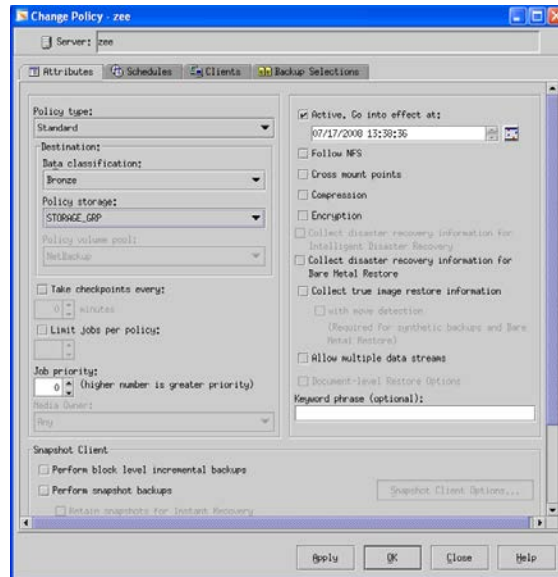 Change Policy - zee
Server: zee
Attributes
Schedules
Clients
Backup Selections
Policy type:
Standard
Destination:
Data classification:
Bronze
Policy storage:
STORAGE_GRP
Policy volume pool:
NetBackup
Take checkpoints every:
0 minutes
Limit jobs per policy:
Job priority:
0 (higher number is greater priority)
Media Owner:
Any
Active. Go into effect at:
07/17/2008 13:38:36
Follow NFS
Cross mount points
Compression
Encryption
Collect disaster recovery information for
Intelligent Disaster Recovery
Collect disaster recovery information for
Bare Metal Restore
Collect true image restore information
with move detection
(Required for synthetic backups and Bare
Metal Restore)
Allow multiple data streams
Document-level Restore Options
Keyword phrase (optional):
Snapshot Client
Perform block level incremental backups
Perform snapshot backups
Snapshot Client Options...
Retain snapshots for Instant Recovery
Apply
OK
Close
Help